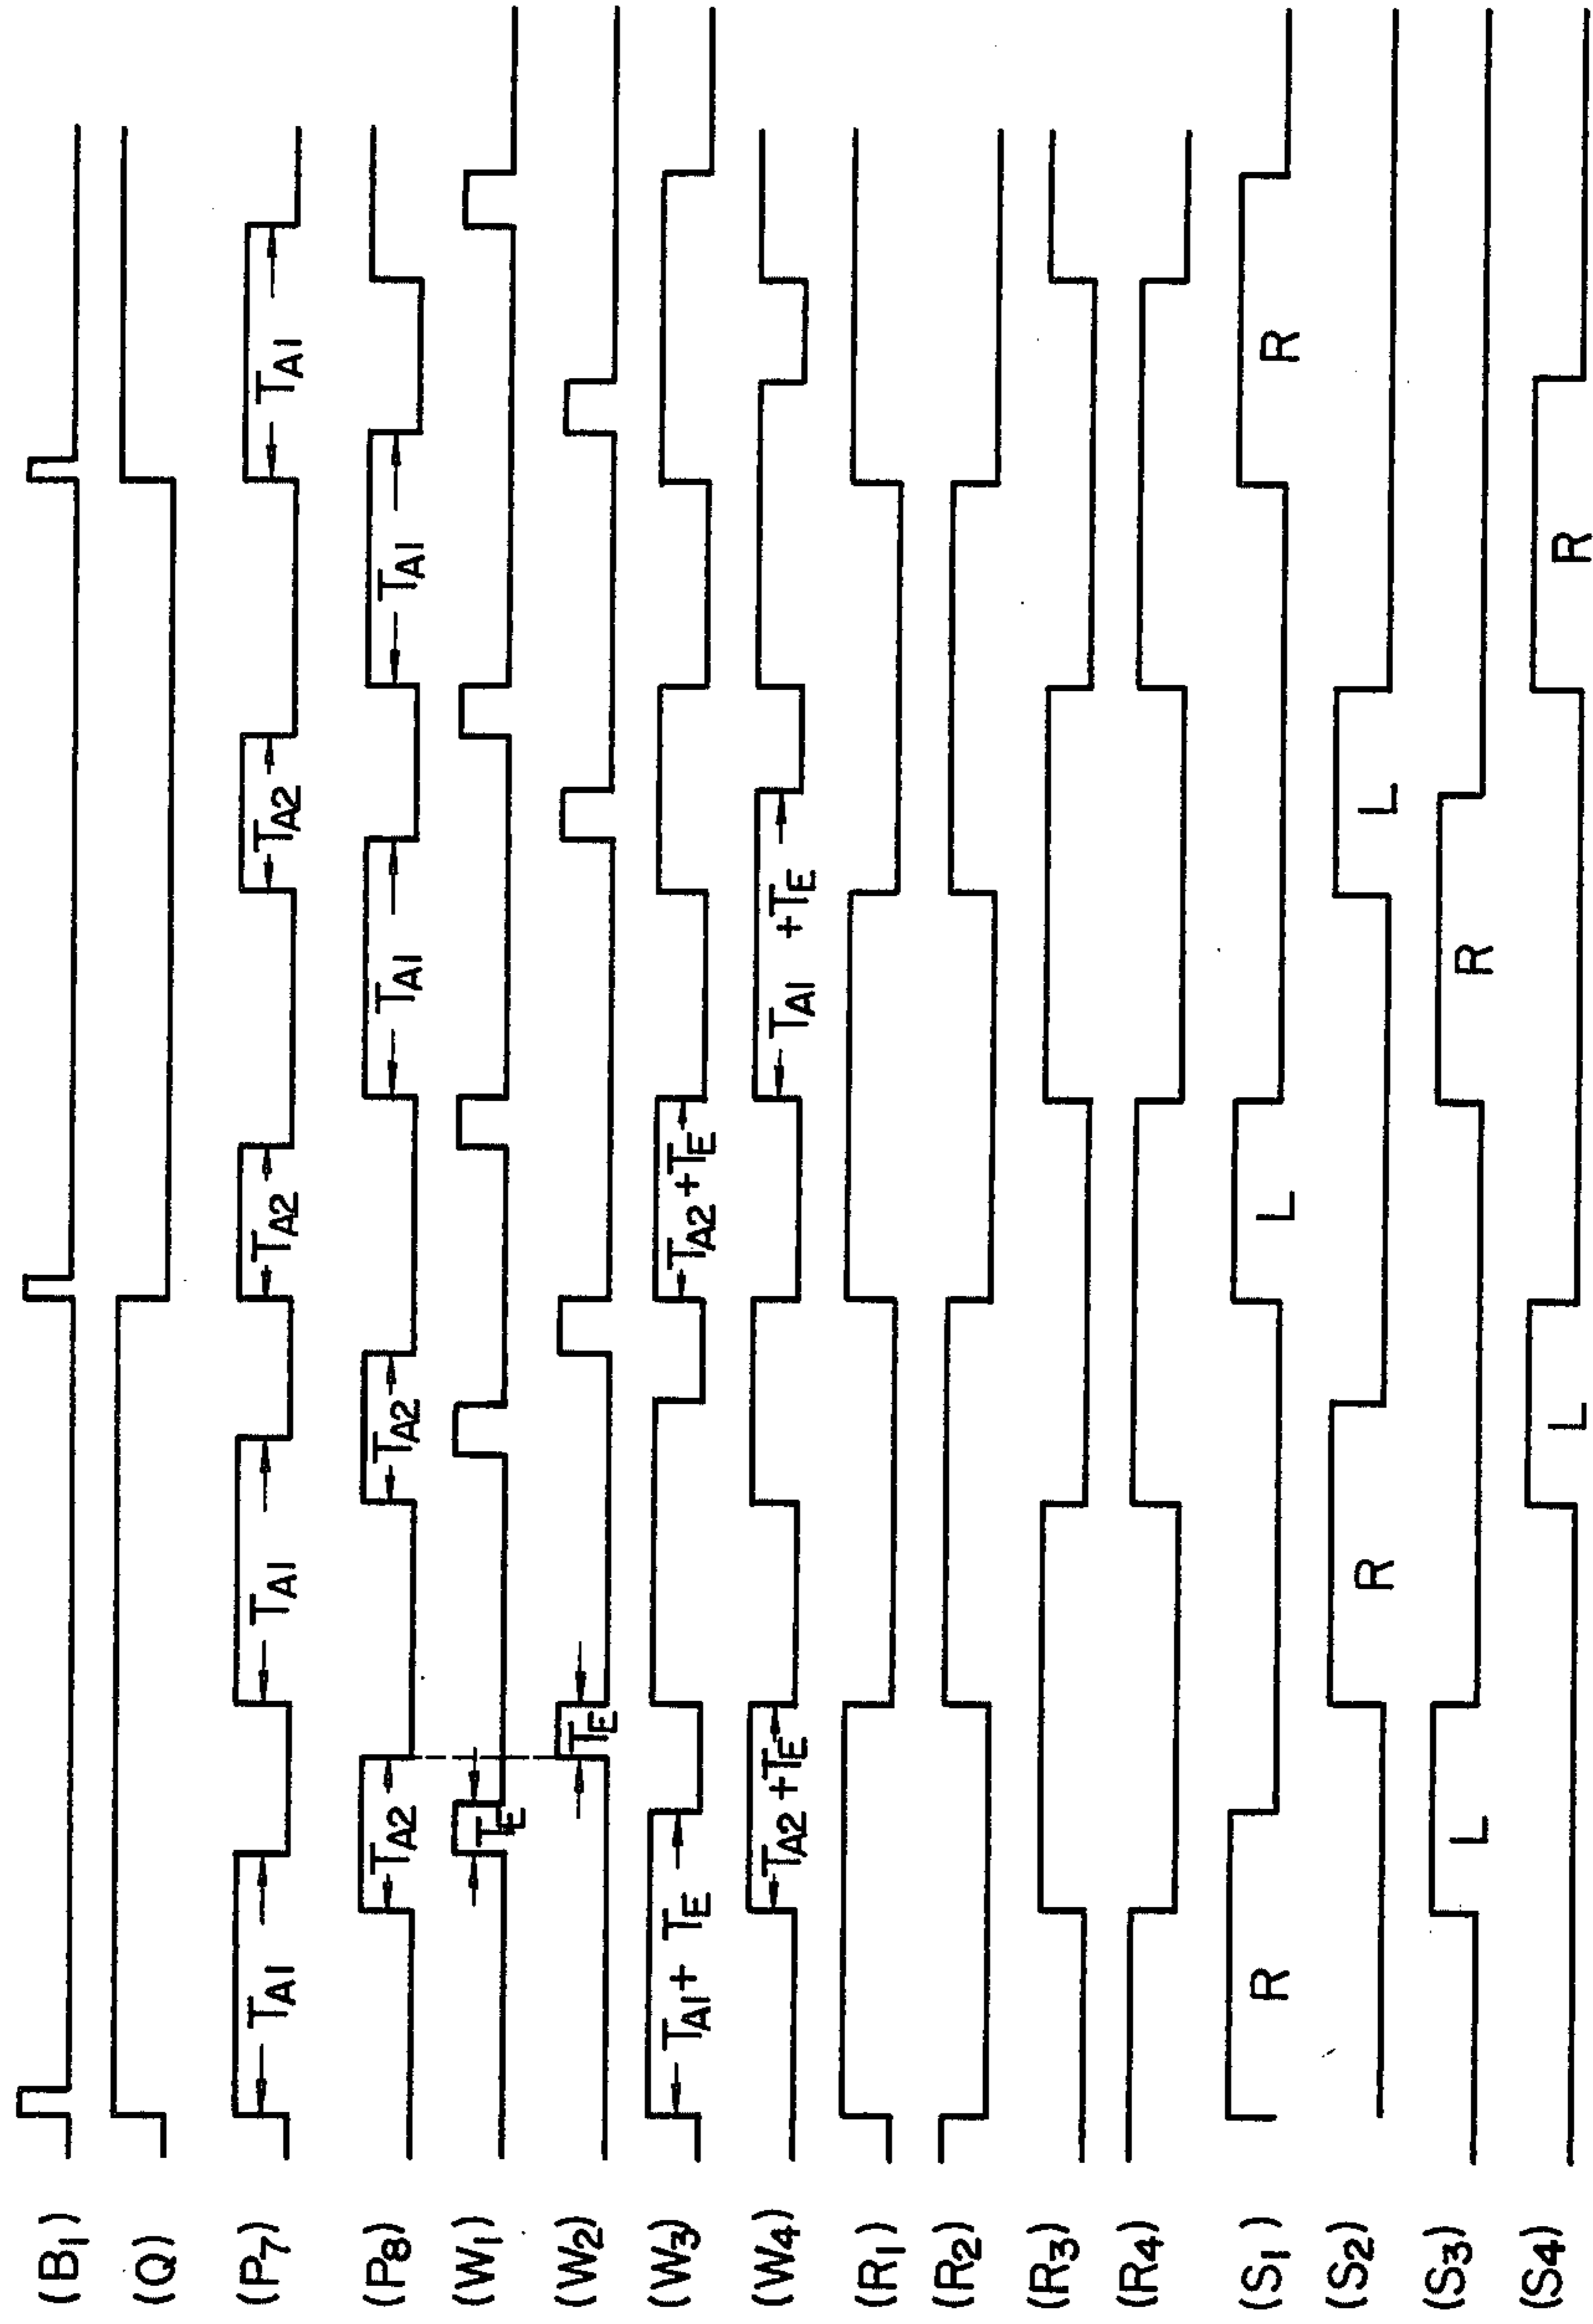 (B1)
(Q)
(P7) TA1 TA1 TA2 TA2 TA1
(P8) TA2 TA2 TA1 TA1
(W1) TE
(W2) TE
(W3) TA1+TE TA2+TE
(W4) TA2+TE TA1+TE
(R1)
(R2)
(R3)
(R4)
(S1) R L R
(S2) R L
(S3) L R
(S4) L R